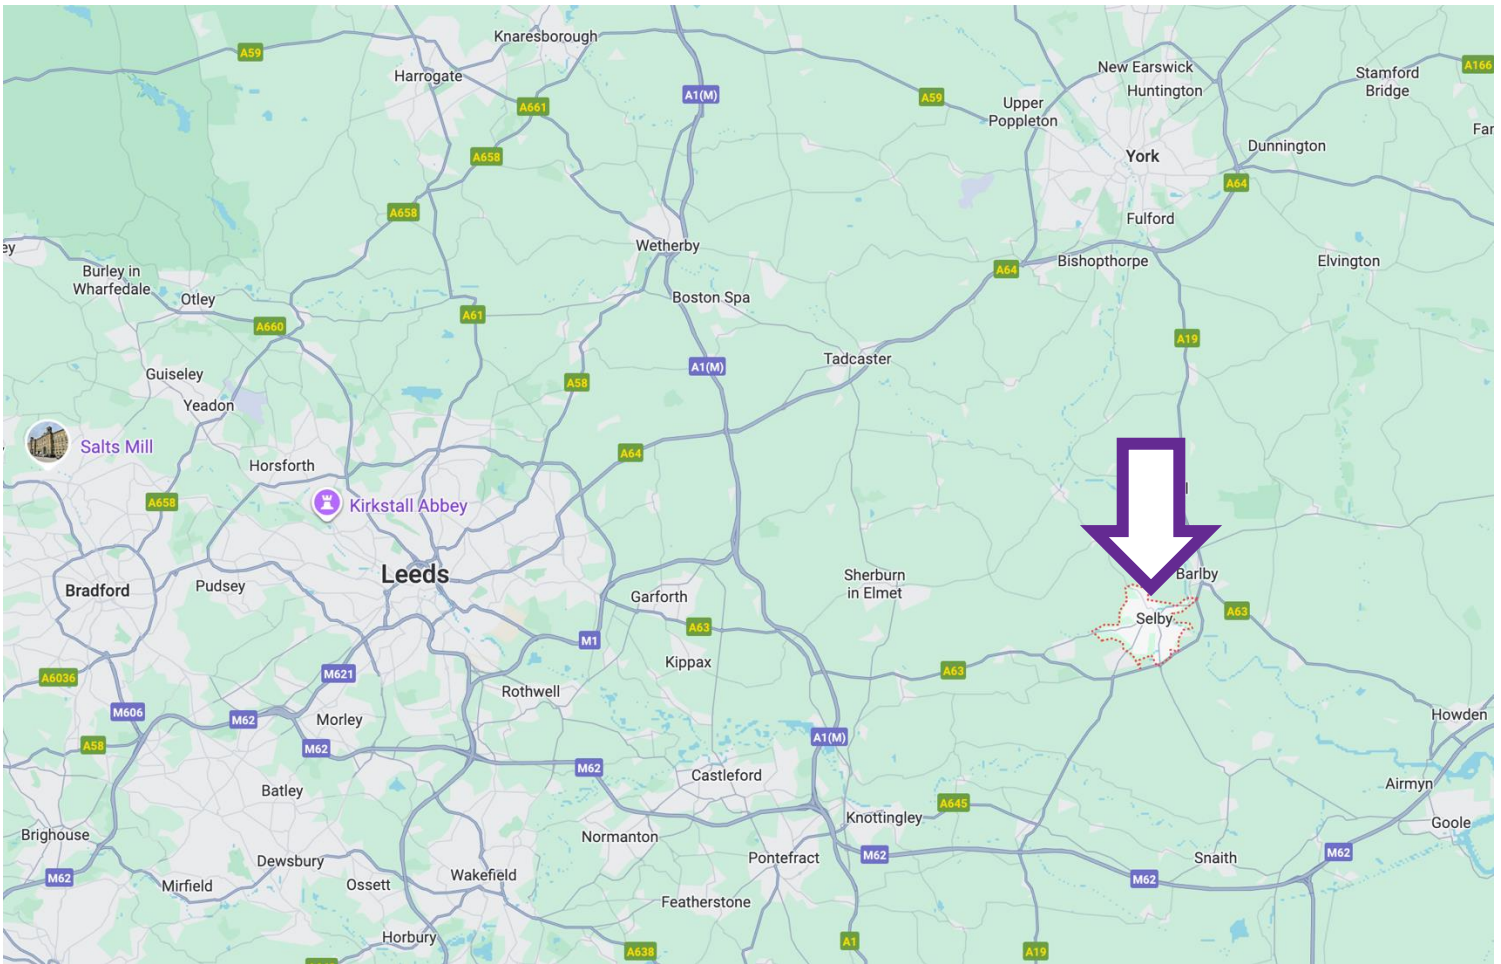 Knaresborough
A59
Harrogate
A1(M)
A661
A59
New Earswick
Huntington
Stamford
Bridge
A166
Upper
Poppleton
Far
Dunnington
York
A658
A64
A658
Fulford
Wetherby
ey
Bishopthorpe
Elvington
Burley in
Wharfedale
A64
Otley
Boston Spa
A61
A660
A19
Tadcaster
A1(M)
Guiseley
A58
Yeadon
Salts Mill
A64
Horsforth
A658
Kirkstall Abbey
Leeds
Barlby
Sherburn
in Elmet
Bradford
Pudsey
Garforth
A63
Selby
A63
M1
Kippax
A63
A6036
M621
Rothwell
M606
M62
Morley
Howden
A1(M)
A58
M62
M62
Castleford
Airmyn
Batley
A645
Knottingley
Goole
Brighouse
Normanton
Pontefract
M62
Snaith
M62
Dewsbury
M62
Mirfield
Ossett
Wakefield
M62
Featherstone
Horbury
A638
A1
A19